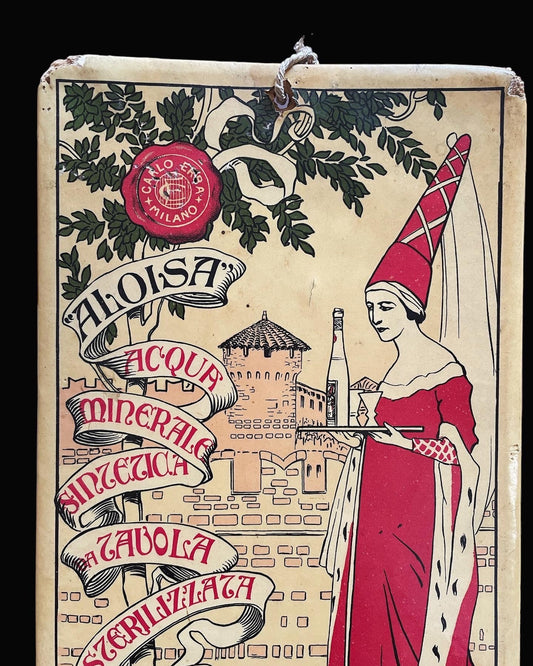 CARLO ERBA
MILANO
"ALOISA"
ACQUA
MINERALE
SINTETICA
DA TAVOLA
STERILIZZATA